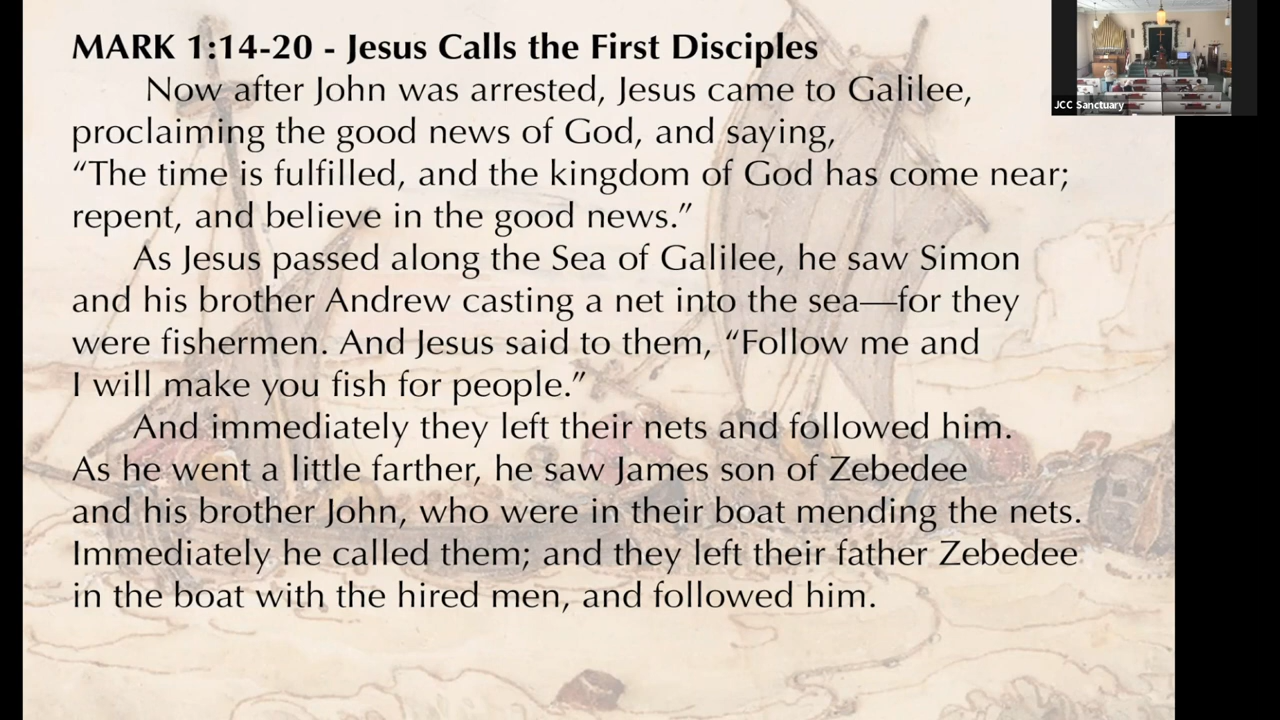 MARK 1:14-20 - Jesus Calls the First Disciples
Now after John was arrested, Jesus came to Galilee,
proclaiming the good news of God, and saying,
“The time is fulfilled, and the kingdom of God has come near;
repent, and believe in the good news.”
As Jesus passed along the Sea of Galilee, he saw Simon
and his brother Andrew casting a net into the sea—for they
were fishermen. And Jesus said to them, “Follow me and
I will make you fish for people.”
And immediately they left their nets and followed him.
As he went a little farther, he saw James son of Zebedee
and his brother John, who were in their boat mending the nets.
Immediately he called them; and they left their father Zebedee
in the boat with the hired men, and followed him.
JCC Sanctuary